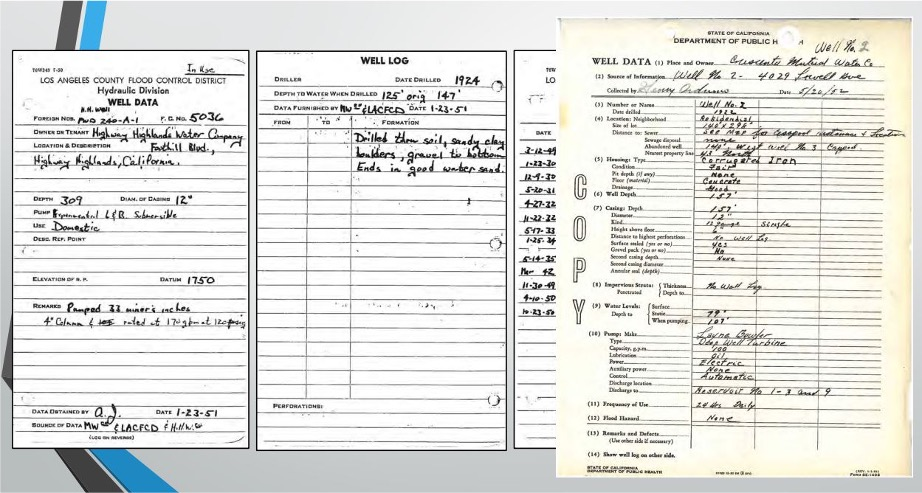 76W248 7-50
In Use
LOS ANGELES COUNTY FLOOD CONTROL DISTRICT
Hydraulic Division
WELL DATA
H.H. Well
FOREIGN NOS. PWD 240-A-1 F.C. NO. 5036
OWNER OR TENANT Highway Highlands Water Company
LOCATION & DESCRIPTION Foothill Blvd.,
Highway Highlands, California.
DEPTH 309 DIAM. OF CASING 12"
PUMP L & B. Submersible
USE Domestic
DESC. REF. POINT
ELEVATION OF R. P. DATUM 1750
REMARKS Pumped 33 miner's inches
4" Column & rated at 170 gpm at 120 psig
DATA OBTAINED BY A.J. DATE 1-23-51
SOURCE OF DATA MW & LACFCD & H.H.W.Co
(LOG ON REVERSE)
WELL LOG
DRILLER DATE DRILLED 1924
DEPTH TO WATER WHEN DRILLED 125' orig 147'
DATA FURNISHED BY MW & LACFCD DATE 1-23-51
FROM TO FORMATION
Drilled thru soil, sandy clay
boulders, gravel to bottom
Ends in good water sand.
PERFORATIONS:
76W
LO
DATE
3-12-29
1-23-30
12-9-30
5-20-31
4-27-32
11-22-32
5-17-33
1-25-34
5-14-35
Mar 42
11-30-49
4-10-50
10-23-50
STATE OF CALIFORNIA
DEPARTMENT OF PUBLIC HEALTH
Well No. 2
WELL DATA (1) Place and Owner Crescenta Mutual Water Co
(2) Source of Information Well No 2 - 4029 Lowell Ave
Collected by Henry Anderson Date 5/20/52
(3) Number or Name Well No. 2
Date drilled 1932
(4) Location: Neighborhood Residential
Size of lot 140' x 295'
Distance to: Sewer See Map for cesspool distances & Location
Sewage disposal none
Abandoned well 140' West Well No 3 Capped.
Nearest property line 43' North
(5) Housing: Type Corrugated Iron
Condition Fair
Pit depth (if any) None
Floor (material) Concrete
Drainage Good
(6) Well Depth 157'
(7) Casing: Depth 157'
Diameter 12"
Kind 12 gauge Single
Height above floor
Distance to highest perforations No Well Log
Surface sealed (yes or no) yes
Gravel pack (yes or no) No
Second casing depth None
Second casing diameter
Annular seal (depth)
(8) Impervious Strata: Thickness No Well Log
Penetrated Depth to
(9) Water Levels: Surface
Depth to Static 79'
When pumping 107'
(10) Pump: Make Layne Bowler
Type Deep Well Turbine
Capacity, g.p.m. 100
Lubrication Oil
Power Electric
Auxiliary power None
Control Automatic
Discharge location
Discharge to Reservoir No 1-3 and 9
(11) Frequency of Use 24 hrs Daily
(12) Flood Hazard None
(13) Remarks and Defects
(Use other side if necessary)
(14) Show well log on other side.
STATE OF CALIFORNIA
DEPARTMENT OF PUBLIC HEALTH
COPY